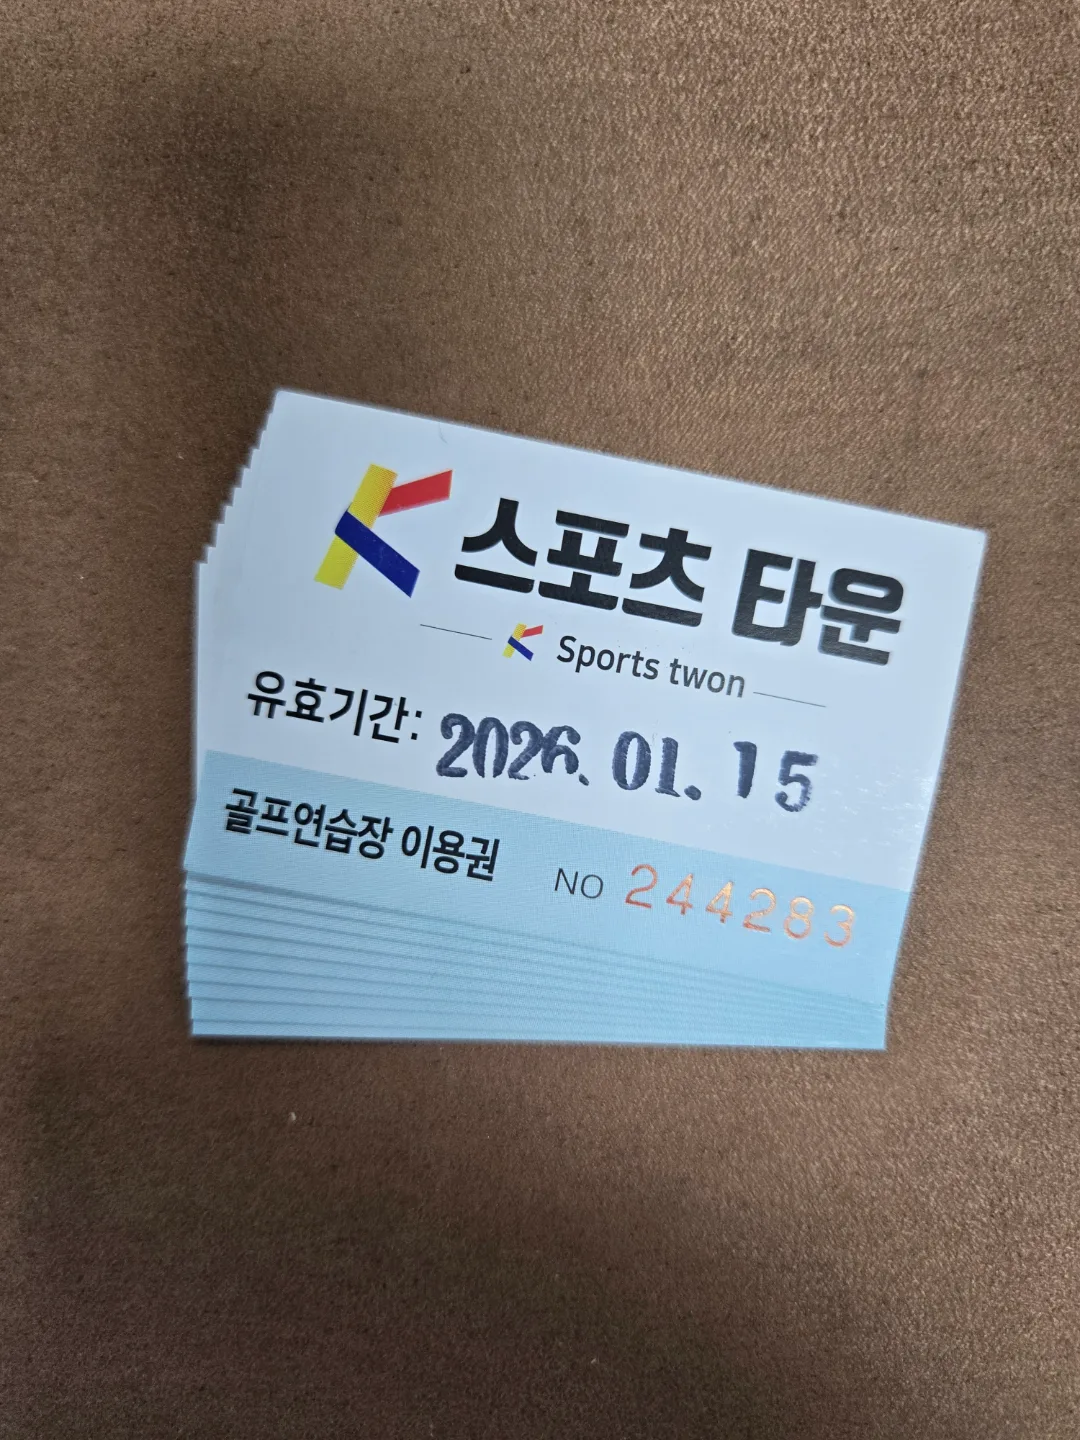 K 스포츠 타운
K Sports twon
유효기간: 2026. 01. 15
골프연습장 이용권 NO 244283